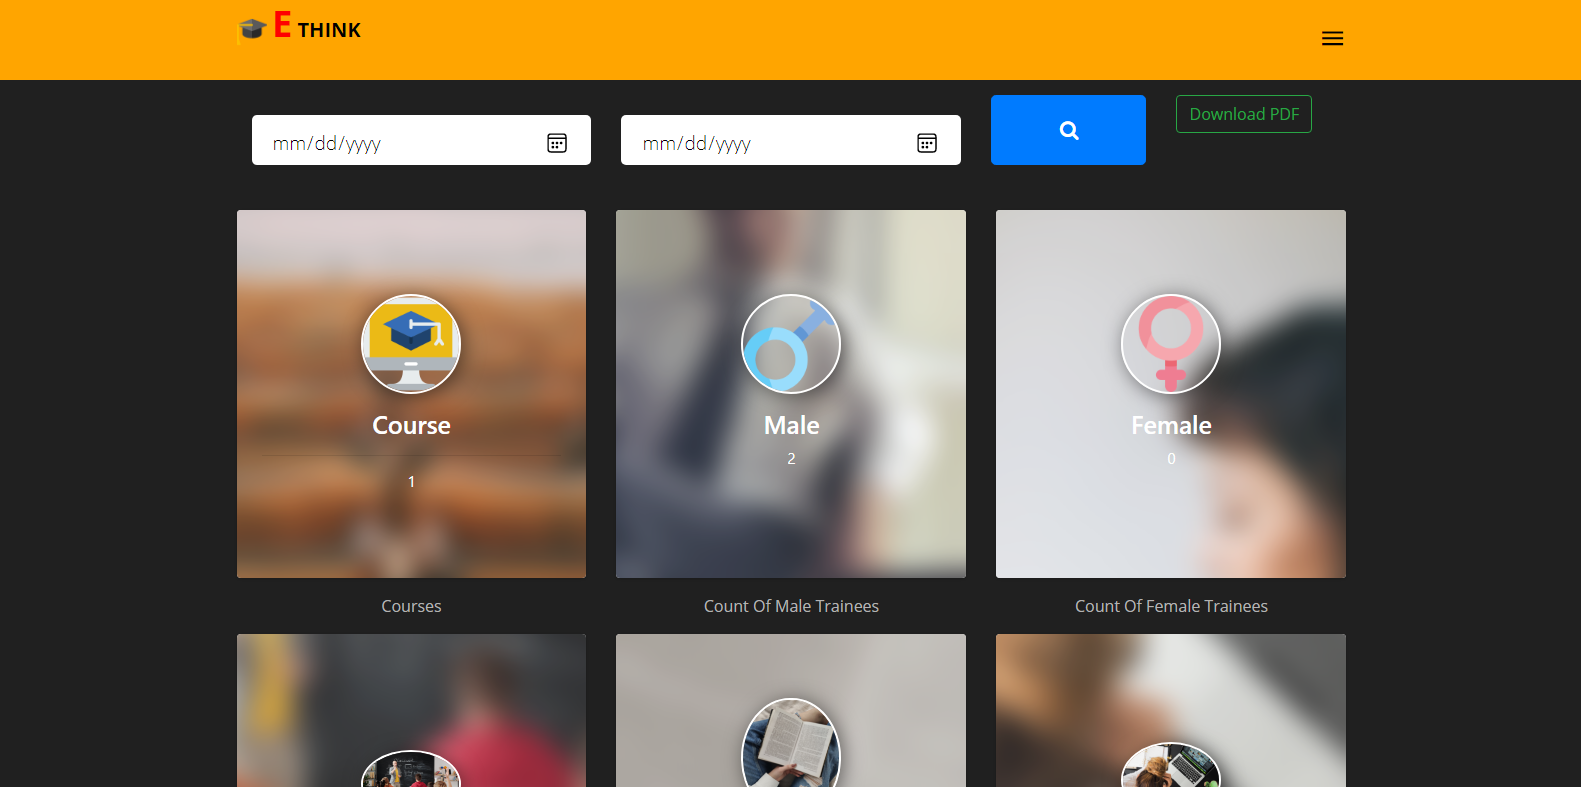 E THINK
mm/dd/yyyy
mm/dd/yyyy
Download PDF
Course
1
Male
2
Female
0
Courses
Count Of Male Trainees
Count Of Female Trainees